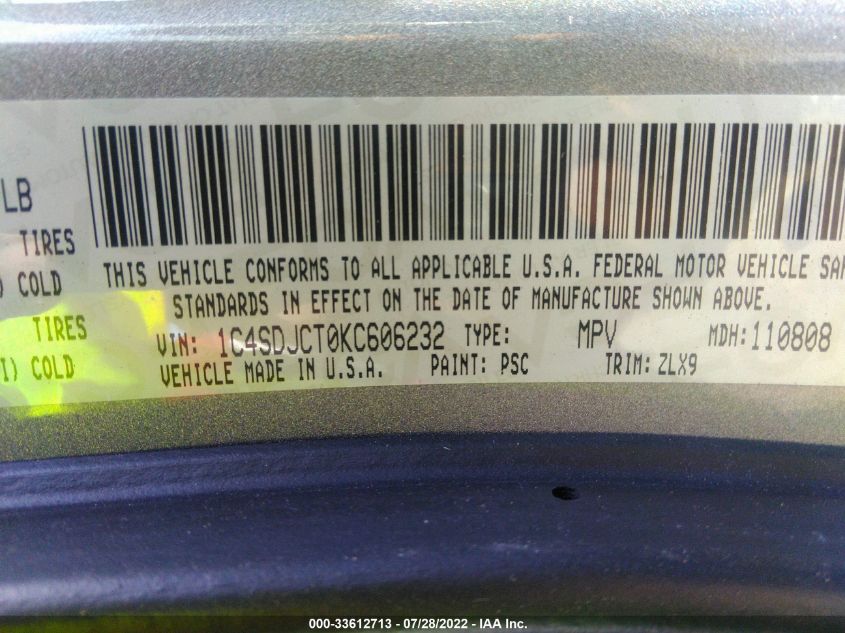 LB
TIRES
) COLD
TIRES
I) COLD
THIS VEHICLE CONFORMS TO ALL APPLICABLE U.S.A. FEDERAL MOTOR VEHICLE SAF
STANDARDS IN EFFECT ON THE DATE OF MANUFACTURE SHOWN ABOVE.
VIN: 1C4SDJCT0KC606232 TYPE: MPV MDH:110808
VEHICLE MADE IN U.S.A. PAINT: PSC TRIM: ZLX9
000-33612713 - 07/28/2022 - IAA Inc.